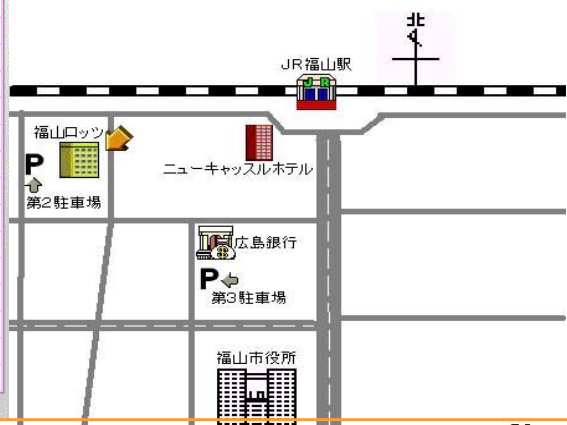 北
JR福山駅
JR
福山ロッツ
P
第2駐車場
ニューキャッスルホテル
広島銀行
P
第3駐車場
福山市役所